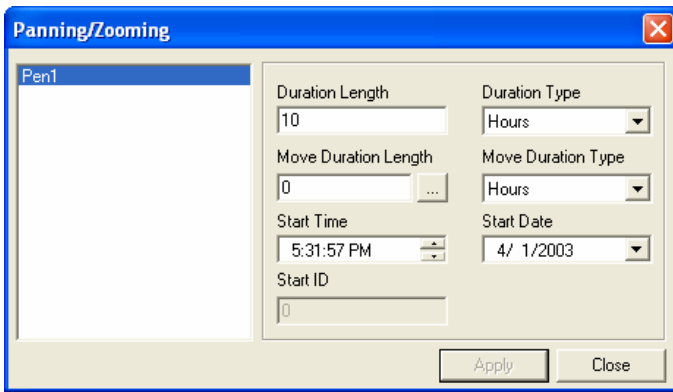 Panning/Zooming
Pen1
Duration Length
Duration Type
10
Hours
Move Duration Length
Move Duration Type
0
...
Hours
Start Time
Start Date
5:31:57 PM
4/ 1/2003
Start ID
0
Apply
Close